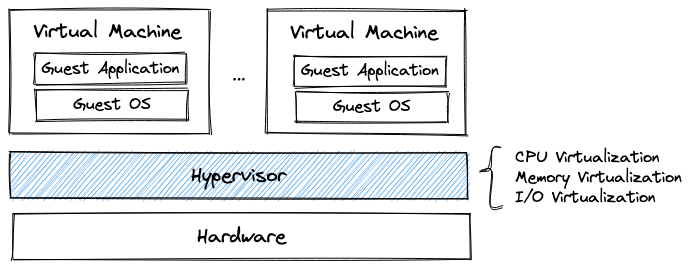 Virtual Machine
Guest Application
Guest OS
...
Virtual Machine
Guest Application
Guest OS
Hypervisor
CPU Virtualization
Memory Virtualization
I/O Virtualization
Hardware